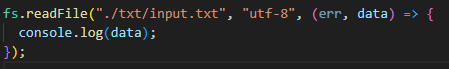 fs.readFile("./txt/input.txt", "utf-8", (err, data) => {
  console.log(data);
});